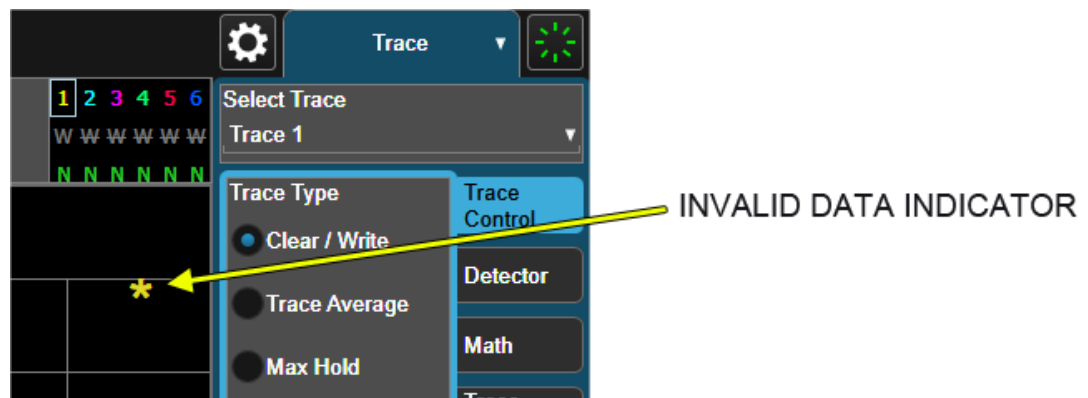 Trace
1 2 3 4 5 6
Select Trace
W W W W W W
Trace 1
N N N N N N
Trace Type
Trace
Control
INVALID DATA INDICATOR
Clear / Write
*
Detector
Trace Average
Math
Max Hold